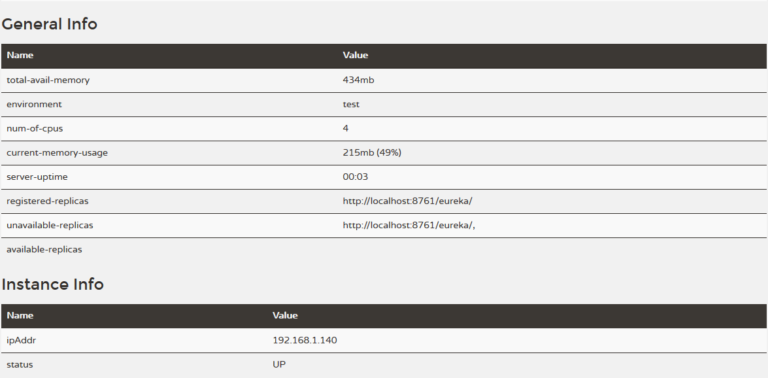 General Info
Name Value
total-avail-memory 434mb
environment test
num-of-cpus 4
current-memory-usage 215mb (49%)
server-uptime 00:03
registered-replicas http://localhost:8761/eureka/
unavailable-replicas http://localhost:8761/eureka/,
available-replicas
Instance Info
Name Value
ipAddr 192.168.1.140
status UP